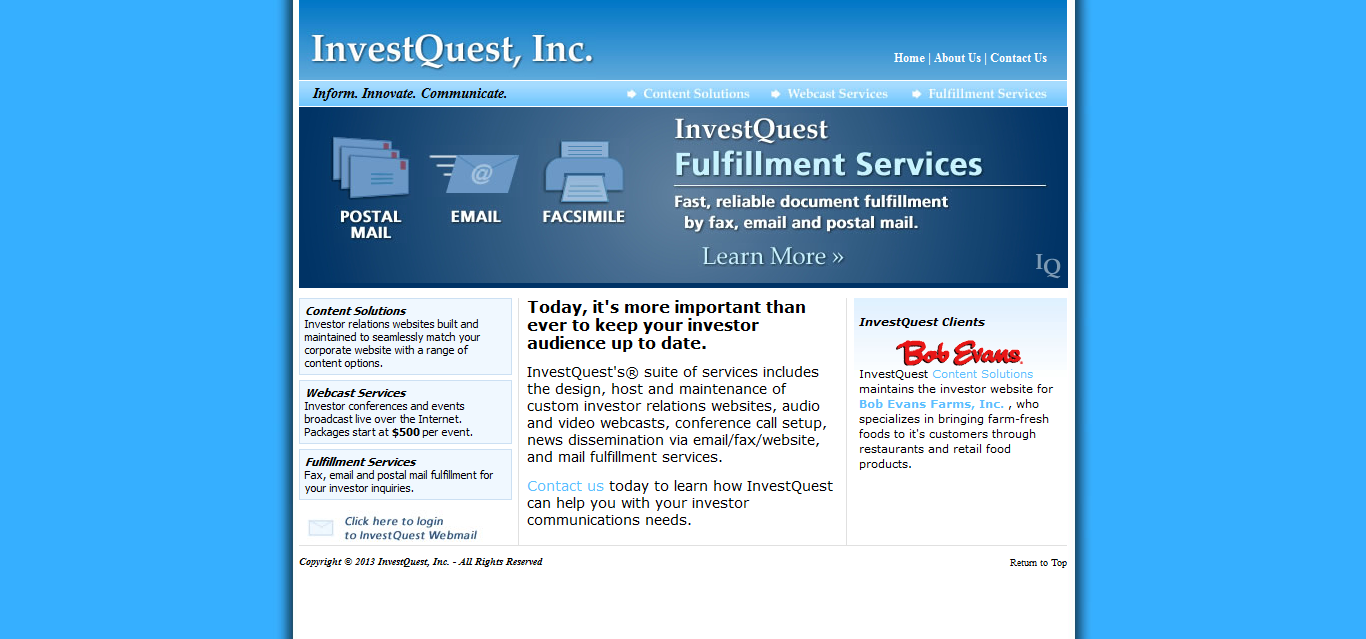 InvestQuest, Inc.
Home | About Us | Contact Us
Inform. Innovate. Communicate.
Content Solutions
Webcast Services
Fulfillment Services
POSTAL
MAIL
@
EMAIL
FACSIMILE
InvestQuest
Fulfillment Services
Fast, reliable document fulfillment
by fax, email and postal mail.
Learn More »
IQ
Content Solutions
Investor relations websites built and
maintained to seamlessly match your
corporate website with a range of
content options.
Webcast Services
Investor conferences and events
broadcast live over the Internet.
Packages start at $500 per event.
Fulfillment Services
Fax, email and postal mail fulfillment for
your investor inquiries.
Click here to login
to InvestQuest Webmail
Today, it's more important than
ever to keep your investor
audience up to date.
InvestQuest's® suite of services includes
the design, host and maintenance of
custom investor relations websites, audio
and video webcasts, conference call setup,
news dissemination via email/fax/website,
and mail fulfillment services.
Contact us today to learn how InvestQuest
can help you with your investor
communications needs.
InvestQuest Clients
Bob Evans
InvestQuest Content Solutions
maintains the investor website for
Bob Evans Farms, Inc. , who
specializes in bringing farm-fresh
foods to it's customers through
restaurants and retail food
products.
Copyright © 2013 InvestQuest, Inc. - All Rights Reserved
Return to Top